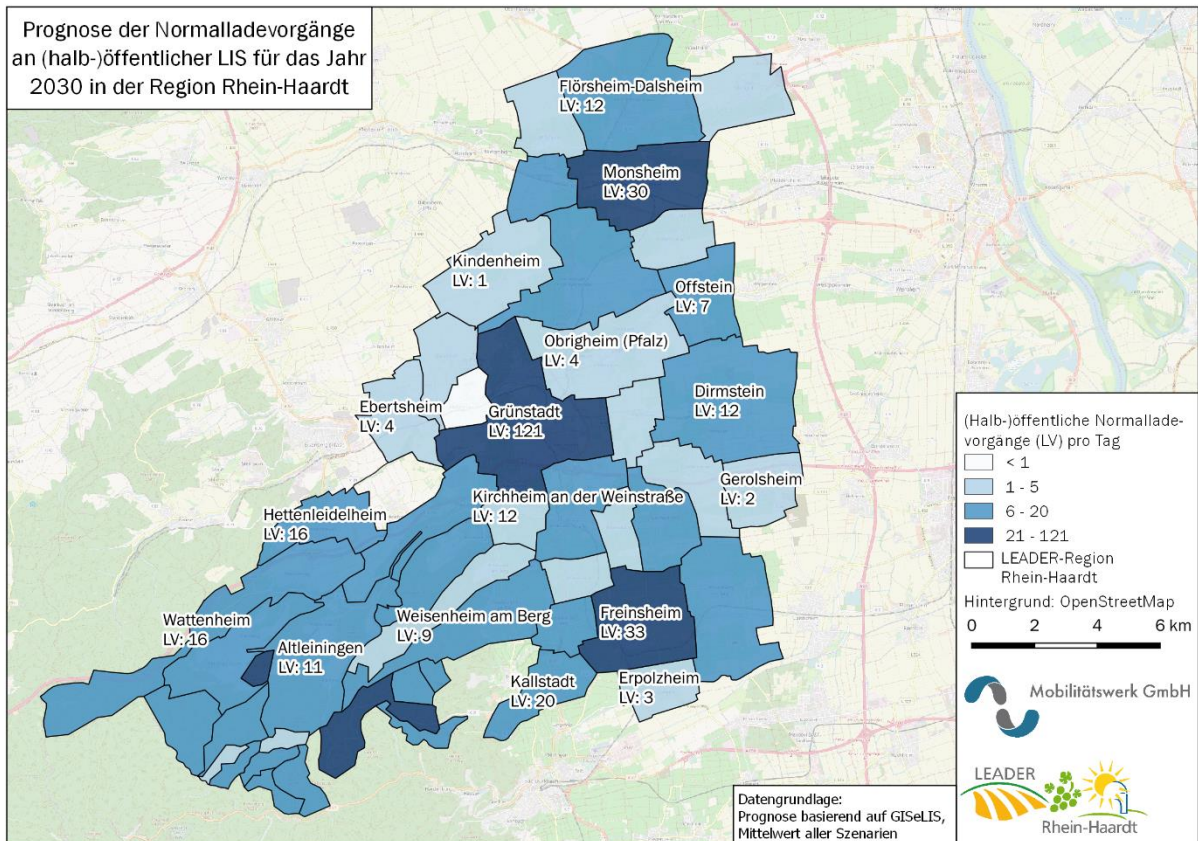 Prognose der Normalladevorgänge
an (halb-)öffentlicher LIS für das Jahr
2030 in der Region Rhein-Haardt
Flörsheim-Dalsheim
LV: 12
Monsheim
LV: 30
Kindenheim
LV: 1
Offstein
LV: 7
Obrigheim (Pfalz)
LV: 4
Dirmstein
LV: 12
Ebertsheim
LV: 4
Grünstadt
LV: 121
Gerolsheim
LV: 2
Kirchheim an der Weinstraße
LV: 12
Hettenleidelheim
LV: 16
Wattenheim
LV: 16
Altleiningen
LV: 11
Weisenheim am Berg
LV: 9
Freinsheim
LV: 33
Kallstadt
LV: 20
Erpolzheim
LV: 3
(Halb-)öffentliche Normallade-
vorgänge (LV) pro Tag
< 1
1 - 5
6 - 20
21 - 121
LEADER-Region
Rhein-Haardt
Hintergrund: OpenStreetMap
0 2 4 6 km
Mobilitätswerk GmbH
LEADER
Rhein-Haardt
Datengrundlage:
Prognose basierend auf GISeLIS,
Mittelwert aller Szenarien